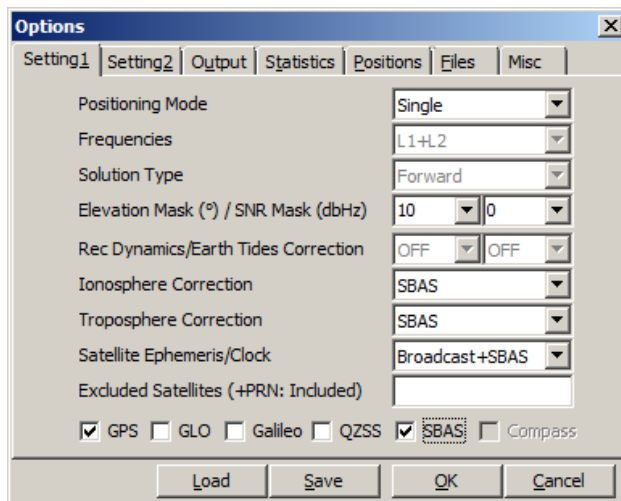 Options
Setting1 Setting2 Output Statistics Positions Files Misc
Positioning Mode Single
Frequencies L1+L2
Solution Type Forward
Elevation Mask (°) / SNR Mask (dbHz) 10 0
Rec Dynamics/Earth Tides Correction OFF OFF
Ionosphere Correction SBAS
Troposphere Correction SBAS
Satellite Ephemeris/Clock Broadcast+SBAS
Excluded Satellites (+PRN: Included)
GPS GLO Galileo QZSS SBAS Compass
Load Save OK Cancel